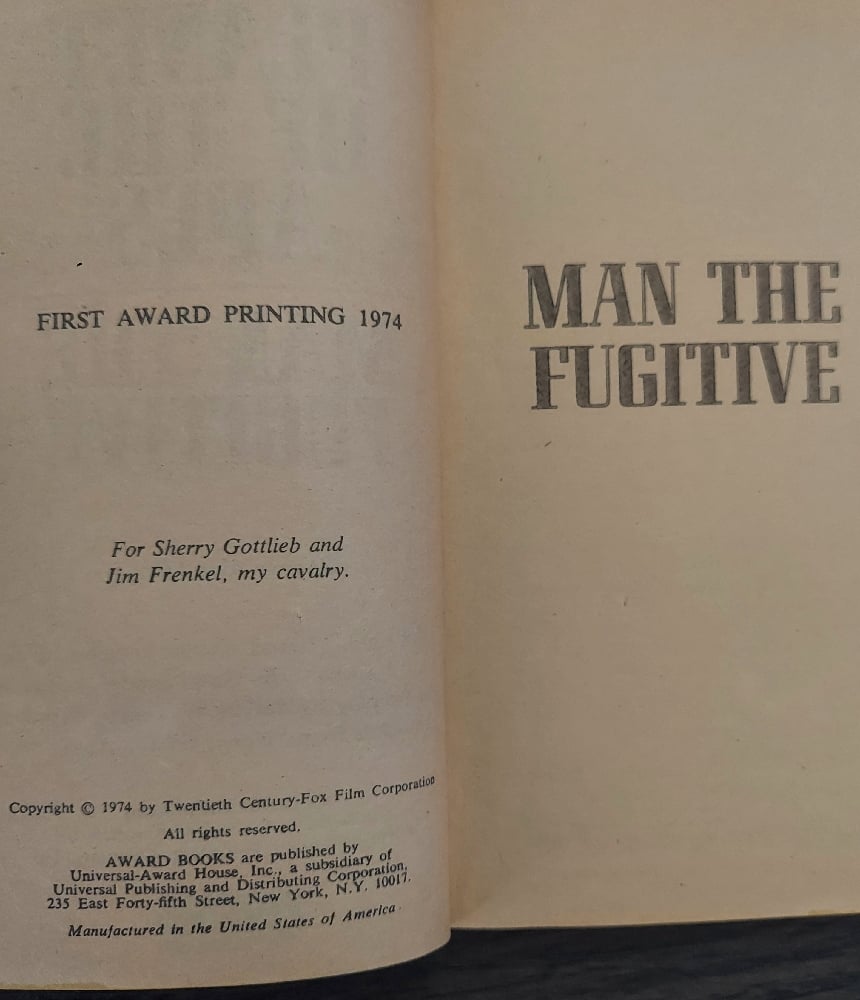 FIRST AWARD PRINTING 1974
For Sherry Gottlieb and
Jim Frenkel, my cavalry.
Copyright © 1974 by Twentieth Century-Fox Film Corporation
All rights reserved.
AWARD BOOKS are published by
Universal-Award House, Inc., a subsidiary of
Universal Publishing and Distributing Corporation,
235 East Forty-fifth Street, New York, N.Y. 10017.
Manufactured in the United States of America.
MAN THE
FUGITIVE